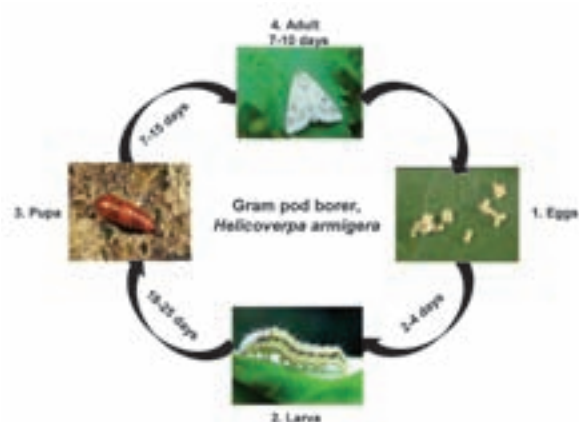 4. Adult
7-10 days
7-15 days
3. Pupa
Gram pod borer,
Helicoverpa armigera
1. Eggs
18-25 days
2-4 days
2. Larva